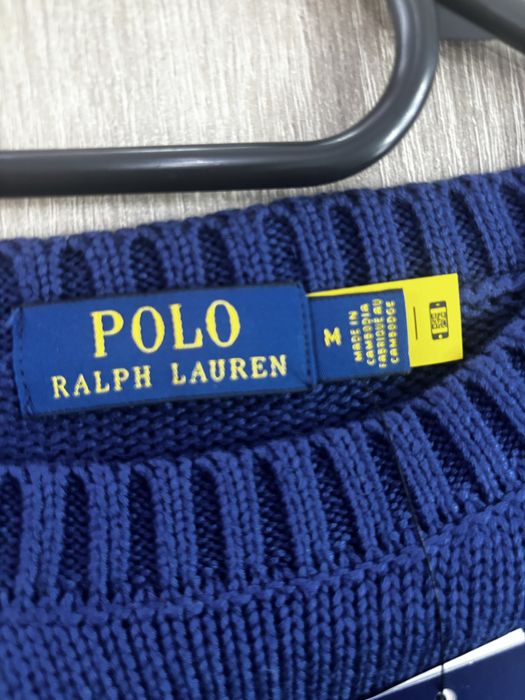 POLO
RALPH LAUREN
M
MADE IN
CAMBODIA
FABRIQUÉ AU
CAMBODGE